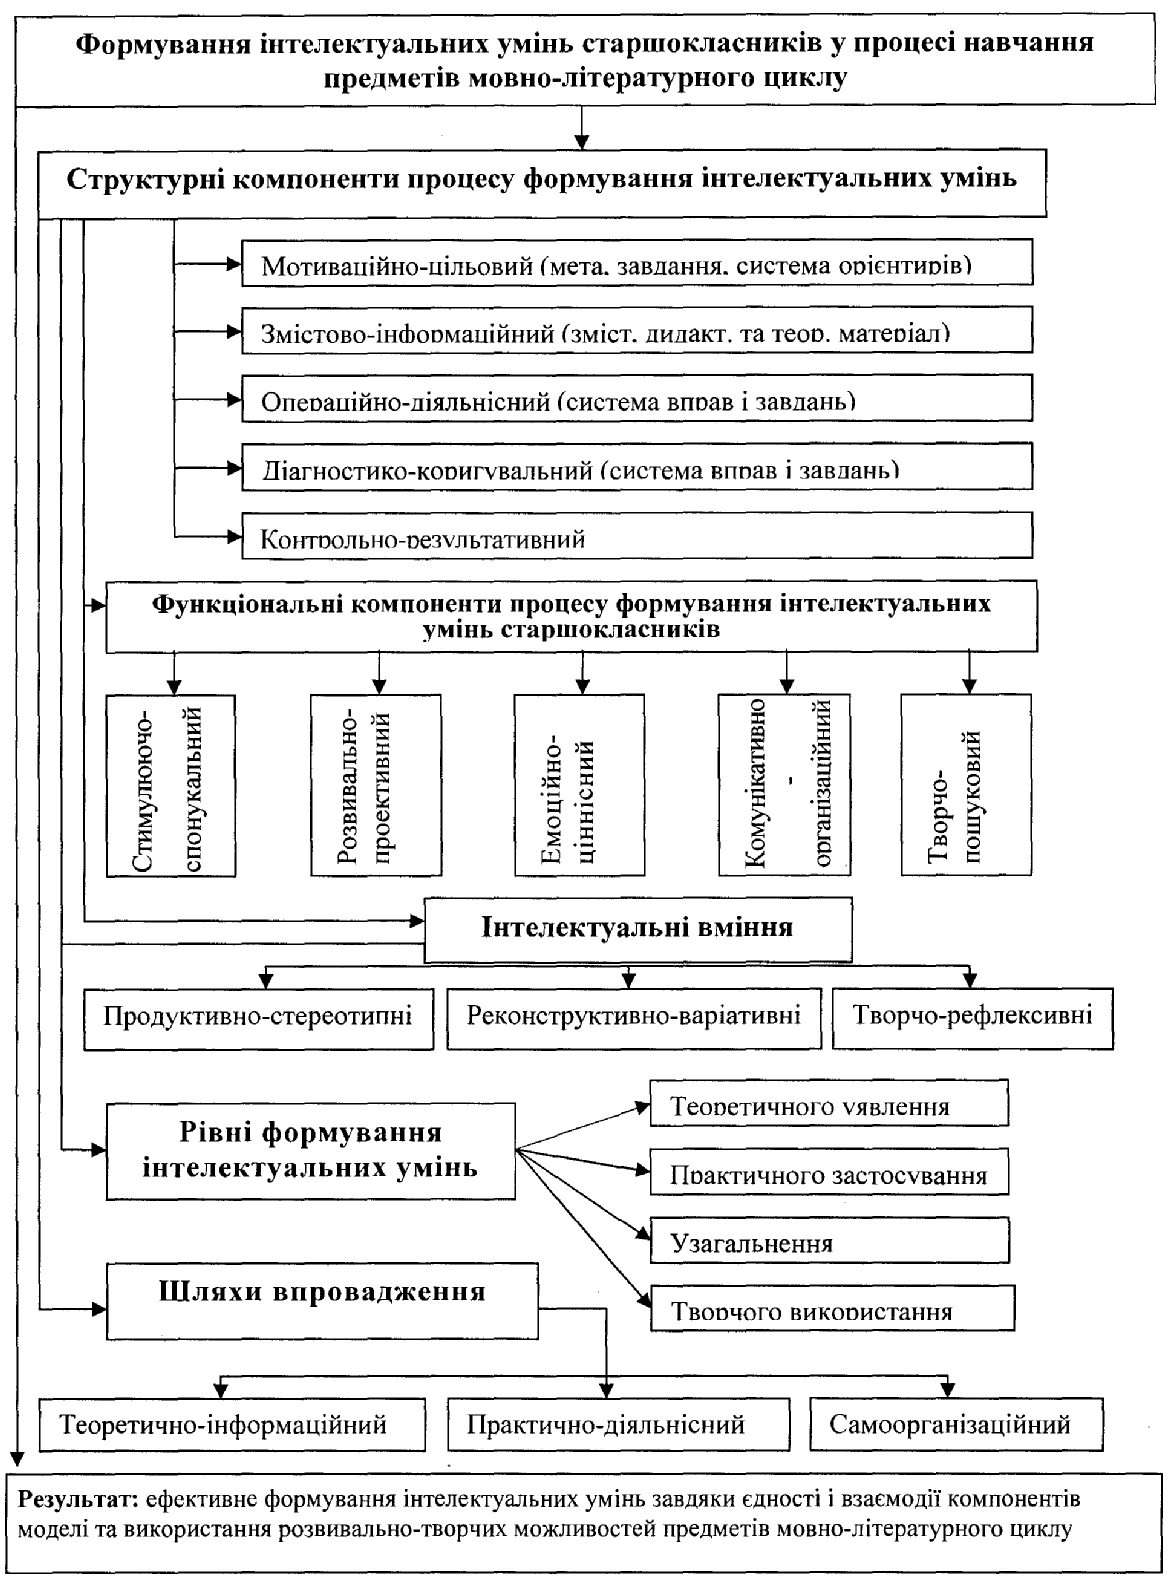 Формування інтелектуальних умінь старшокласників у процесі навчання
предметів мовно-літературного циклу
Структурні компоненти процесу формування інтелектуальних умінь
Мотиваційно-цільовий (мета, завдання, система орієнтирів)
Змістово-інформаційний (зміст, дидакт. та теор. матеріал)
Операційно-діяльнісний (система вправ і завдань)
Діагностико-коригувальний (система вправ і завдань)
Контрольно-результативний
Функціональні компоненти процесу формування інтелектуальних
умінь старшокласників
Стимулюючо-
спонукальний
Розвивально-
проективний
Емоційно-
ціннісний
Комунікативно
-
організаційний
Творчо-
пошуковий
Інтелектуальні вміння
Продуктивно-стереотипні
Реконструктивно-варіативні
Творчо-рефлексивні
Рівні формування
інтелектуальних умінь
Теоретичного уявлення
Практичного застосування
Узагальнення
Творчого використання
Шляхи впровадження
Теоретично-інформаційний
Практично-діяльнісний
Самоорганізаційний
Результат: ефективне формування інтелектуальних умінь завдяки єдності і взаємодії компонентів
моделі та використання розвивально-творчих можливостей предметів мовно-літературного циклу